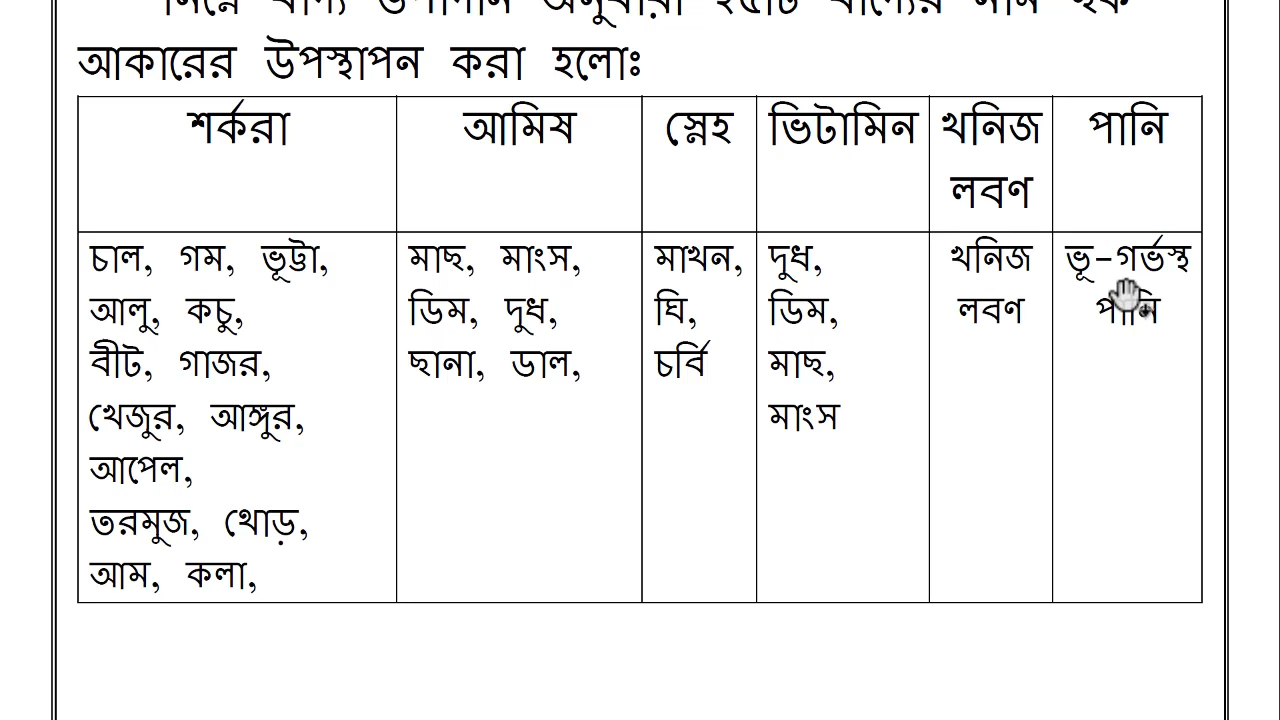 আকারের উপস্থাপন করা হলোঃ
শর্করা আমিষ স্নেহ ভিটামিন খনিজ লবণ পানি
চাল, গম, ভূট্টা,
আলু, কচু,
বীট, গাজর,
খেজুর, আঙ্গুর,
আপেল,
তরমুজ, থোড়,
আম, কলা,
মাছ, মাংস,
ডিম, দুধ,
ছানা, ডাল,
মাখন,
ঘি,
চর্বি
দুধ,
ডিম,
মাছ,
মাংস
খনিজ
লবণ
ভূ-গর্ভস্থ
পানি